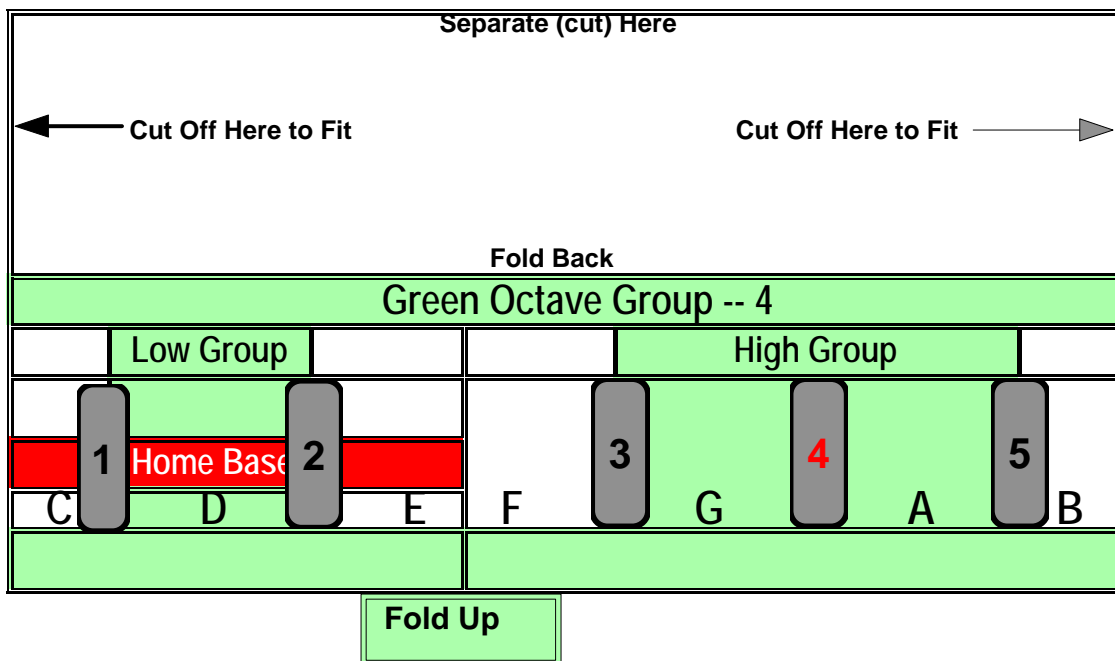 Separate (cut) Here
Cut Off Here to Fit
Cut Off Here to Fit
Fold Back
Green Octave Group -- 4
Low Group
High Group
1 Home Base 2 3 4 5
C D E F G A B
Fold Up